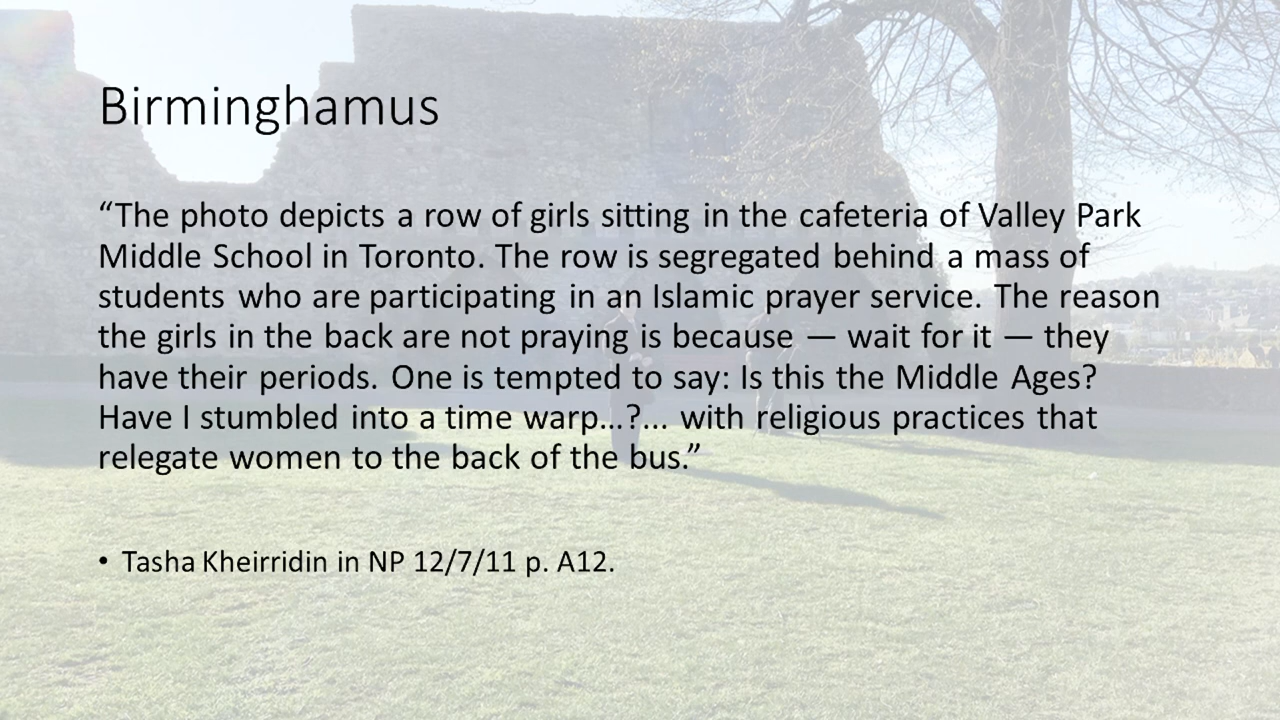 Birminghamus
“The photo depicts a row of girls sitting in the cafeteria of Valley Park
Middle School in Toronto. The row is segregated behind a mass of
students who are participating in an Islamic prayer service. The reason
the girls in the back are not praying is because — wait for it — they
have their periods. One is tempted to say: Is this the Middle Ages?
Have I stumbled into a time warp...?... with religious practices that
relegate women to the back of the bus.”
• Tasha Kheirridin in NP 12/7/11 p. A12.